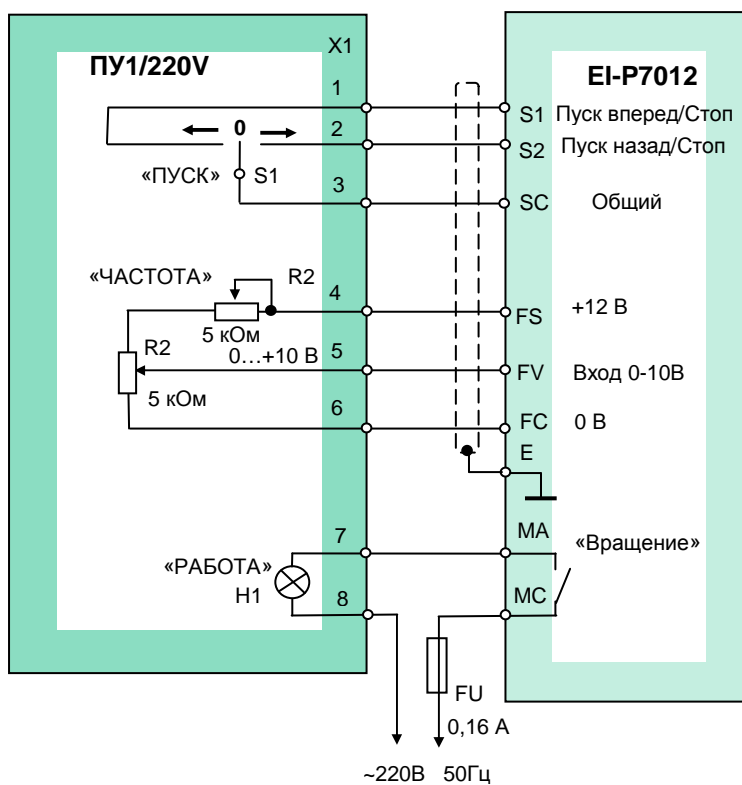 ПУ1/220V
X1
EI-P7012
1
S1 Пуск вперед/Стоп
0
2
S2 Пуск назад/Стоп
«ПУСК» S1
3
SC Общий
«ЧАСТОТА» R2
4
FS +12 В
5 кОм
R2
0...+10 В
5
FV Вход 0-10В
5 кОм
6
FC 0 В
E
7
MA
«Вращение»
«РАБОТА»
H1
8
MC
FU
0,16 А
~220В 50Гц